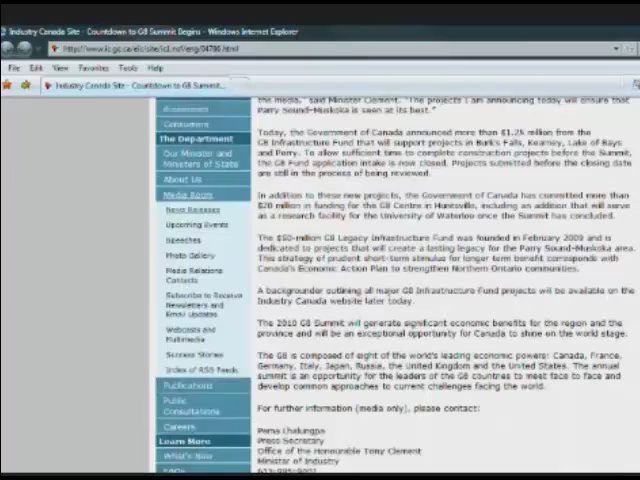 Industry Canada Site - Countdown to G8 Summit Begins - Windows Internet Explorer
File Edit View Favorites Tools Help
Industry Canada Site - Countdown to G8 Summit...
Consumers
The Department
Our Minister and
Ministers of State
About Us
Media Room
News Releases
Upcoming Events
Speeches
Photo Gallery
Media Relations
Contacts
Subscribe to Receive
Newsletters and
Email Updates
Webcasts and
Multimedia
Success Stories
Index of RSS Feeds
Publications
Public
Consultations
Careers
Learn More
What's New
FAQs
the media," said Minister Clement. "The projects I am announcing today will ensure that
Parry Sound-Muskoka is seen at its best."
Today, the Government of Canada announced more than $1.25 million from the
G8 Infrastructure Fund that will support projects in Burk's Falls, Kearney, Lake of Bays
and Perry. To allow sufficient time to complete construction projects before the Summit,
the G8 Fund application intake is now closed. Projects submitted before the closing date
are still in the process of being reviewed.
In addition to these new projects, the Government of Canada has committed more than
$20 million in funding for the G8 Centre in Huntsville, including an addition that will serve
as a research facility for the University of Waterloo once the Summit has concluded.
The $50-million G8 Legacy Infrastructure Fund was founded in February 2009 and is
dedicated to projects that will create a lasting legacy for the Parry Sound-Muskoka area.
This strategy of prudent short-term stimulus for longer term benefit corresponds with
Canada's Economic Action Plan to strengthen Northern Ontario communities.
A backgrounder outlining all major G8 Infrastructure Fund projects will be available on the
Industry Canada website later today.
The 2010 G8 Summit will generate significant economic benefits for the region and the
province and will be an exceptional opportunity for Canada to shine on the world stage.
The G8 is composed of eight of the world's leading economic powers: Canada, France,
Germany, Italy, Japan, Russia, the United Kingdom and the United States. The annual
summit is an opportunity for the leaders of the G8 countries to meet face to face and
develop common approaches to current challenges facing the world.
For further information (media only), please contact:
Pema Lhalungpa
Press Secretary
Office of the Honourable Tony Clement
Minister of Industry